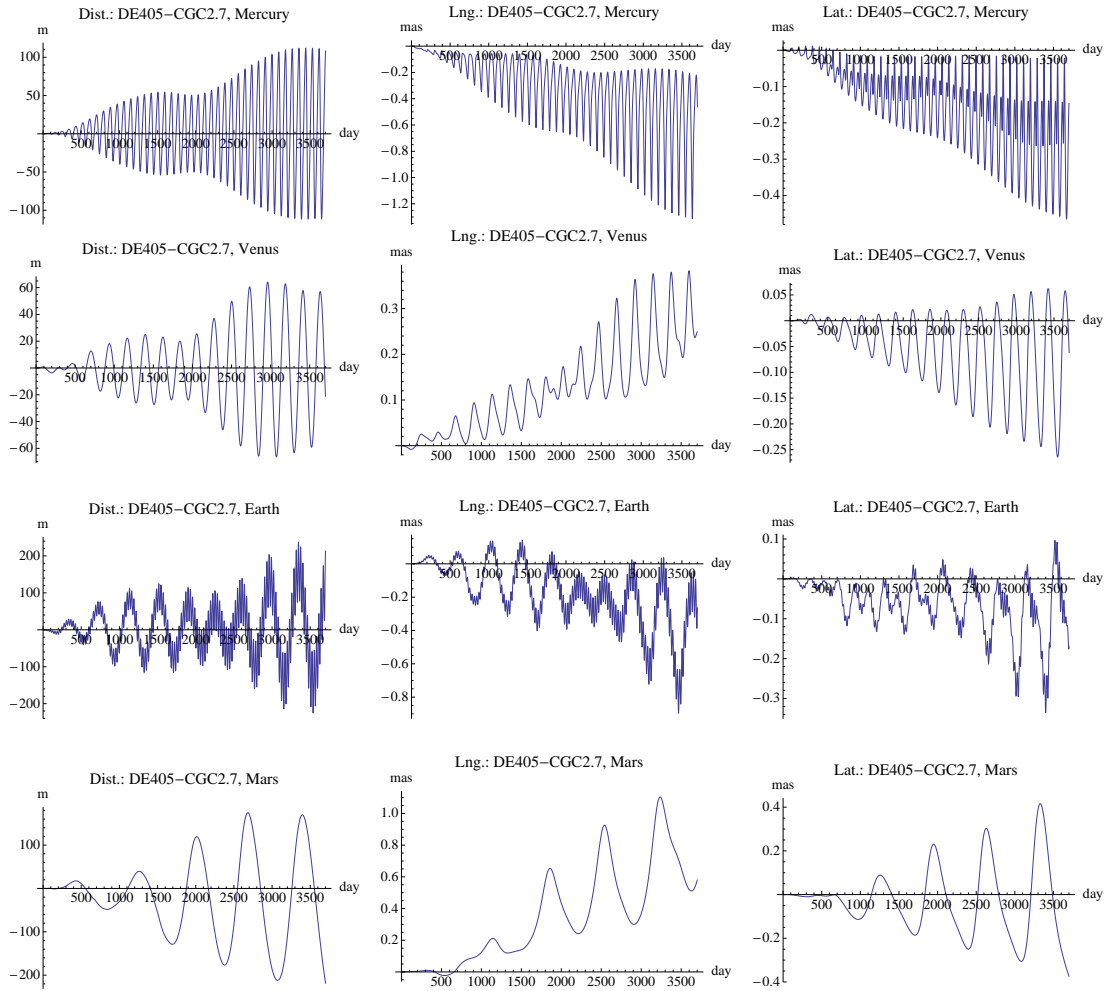 Dist.: DE405−CGC2.7, Mercury
m
100
50
−50
−100
500 1000 1500 2000 2500 3000 3500
day
Lng.: DE405−CGC2.7, Mercury
mas
−0.2
−0.4
−0.6
−0.8
−1.0
−1.2
500 1000 1500 2000 2500 3000 3500
day
Lat.: DE405−CGC2.7, Mercury
mas
−0.1
−0.2
−0.3
−0.4
500 1000 1500 2000 2500 3000 3500
day
Dist.: DE405−CGC2.7, Venus
m
60
40
20
−20
−40
−60
500 1000 1500 2000 2500 3000 3500
day
Lng.: DE405−CGC2.7, Venus
mas
0.3
0.2
0.1
500 1000 1500 2000 2500 3000 3500
day
Lat.: DE405−CGC2.7, Venus
mas
0.05
−0.05
−0.10
−0.15
−0.20
−0.25
500 1000 1500 2000 2500 3000 3500
day
Dist.: DE405−CGC2.7, Earth
m
200
100
−100
−200
500 1000 1500 2000 2500 3000 3500
day
Lng.: DE405−CGC2.7, Earth
mas
−0.2
−0.4
−0.6
−0.8
500 1000 1500 2000 2500 3000 3500
day
Lat.: DE405−CGC2.7, Earth
mas
0.1
−0.1
−0.2
−0.3
500 1000 1500 2000 2500 3000 3500
day
Dist.: DE405−CGC2.7, Mars
m
100
−100
−200
500 1000 1500 2000 2500 3000 3500
day
Lng.: DE405−CGC2.7, Mars
mas
1.0
0.8
0.6
0.4
0.2
500 1000 1500 2000 2500 3000 3500
day
Lat.: DE405−CGC2.7, Mars
mas
0.4
0.2
−0.2
−0.4
500 1000 1500 2000 2500 3000 3500
day